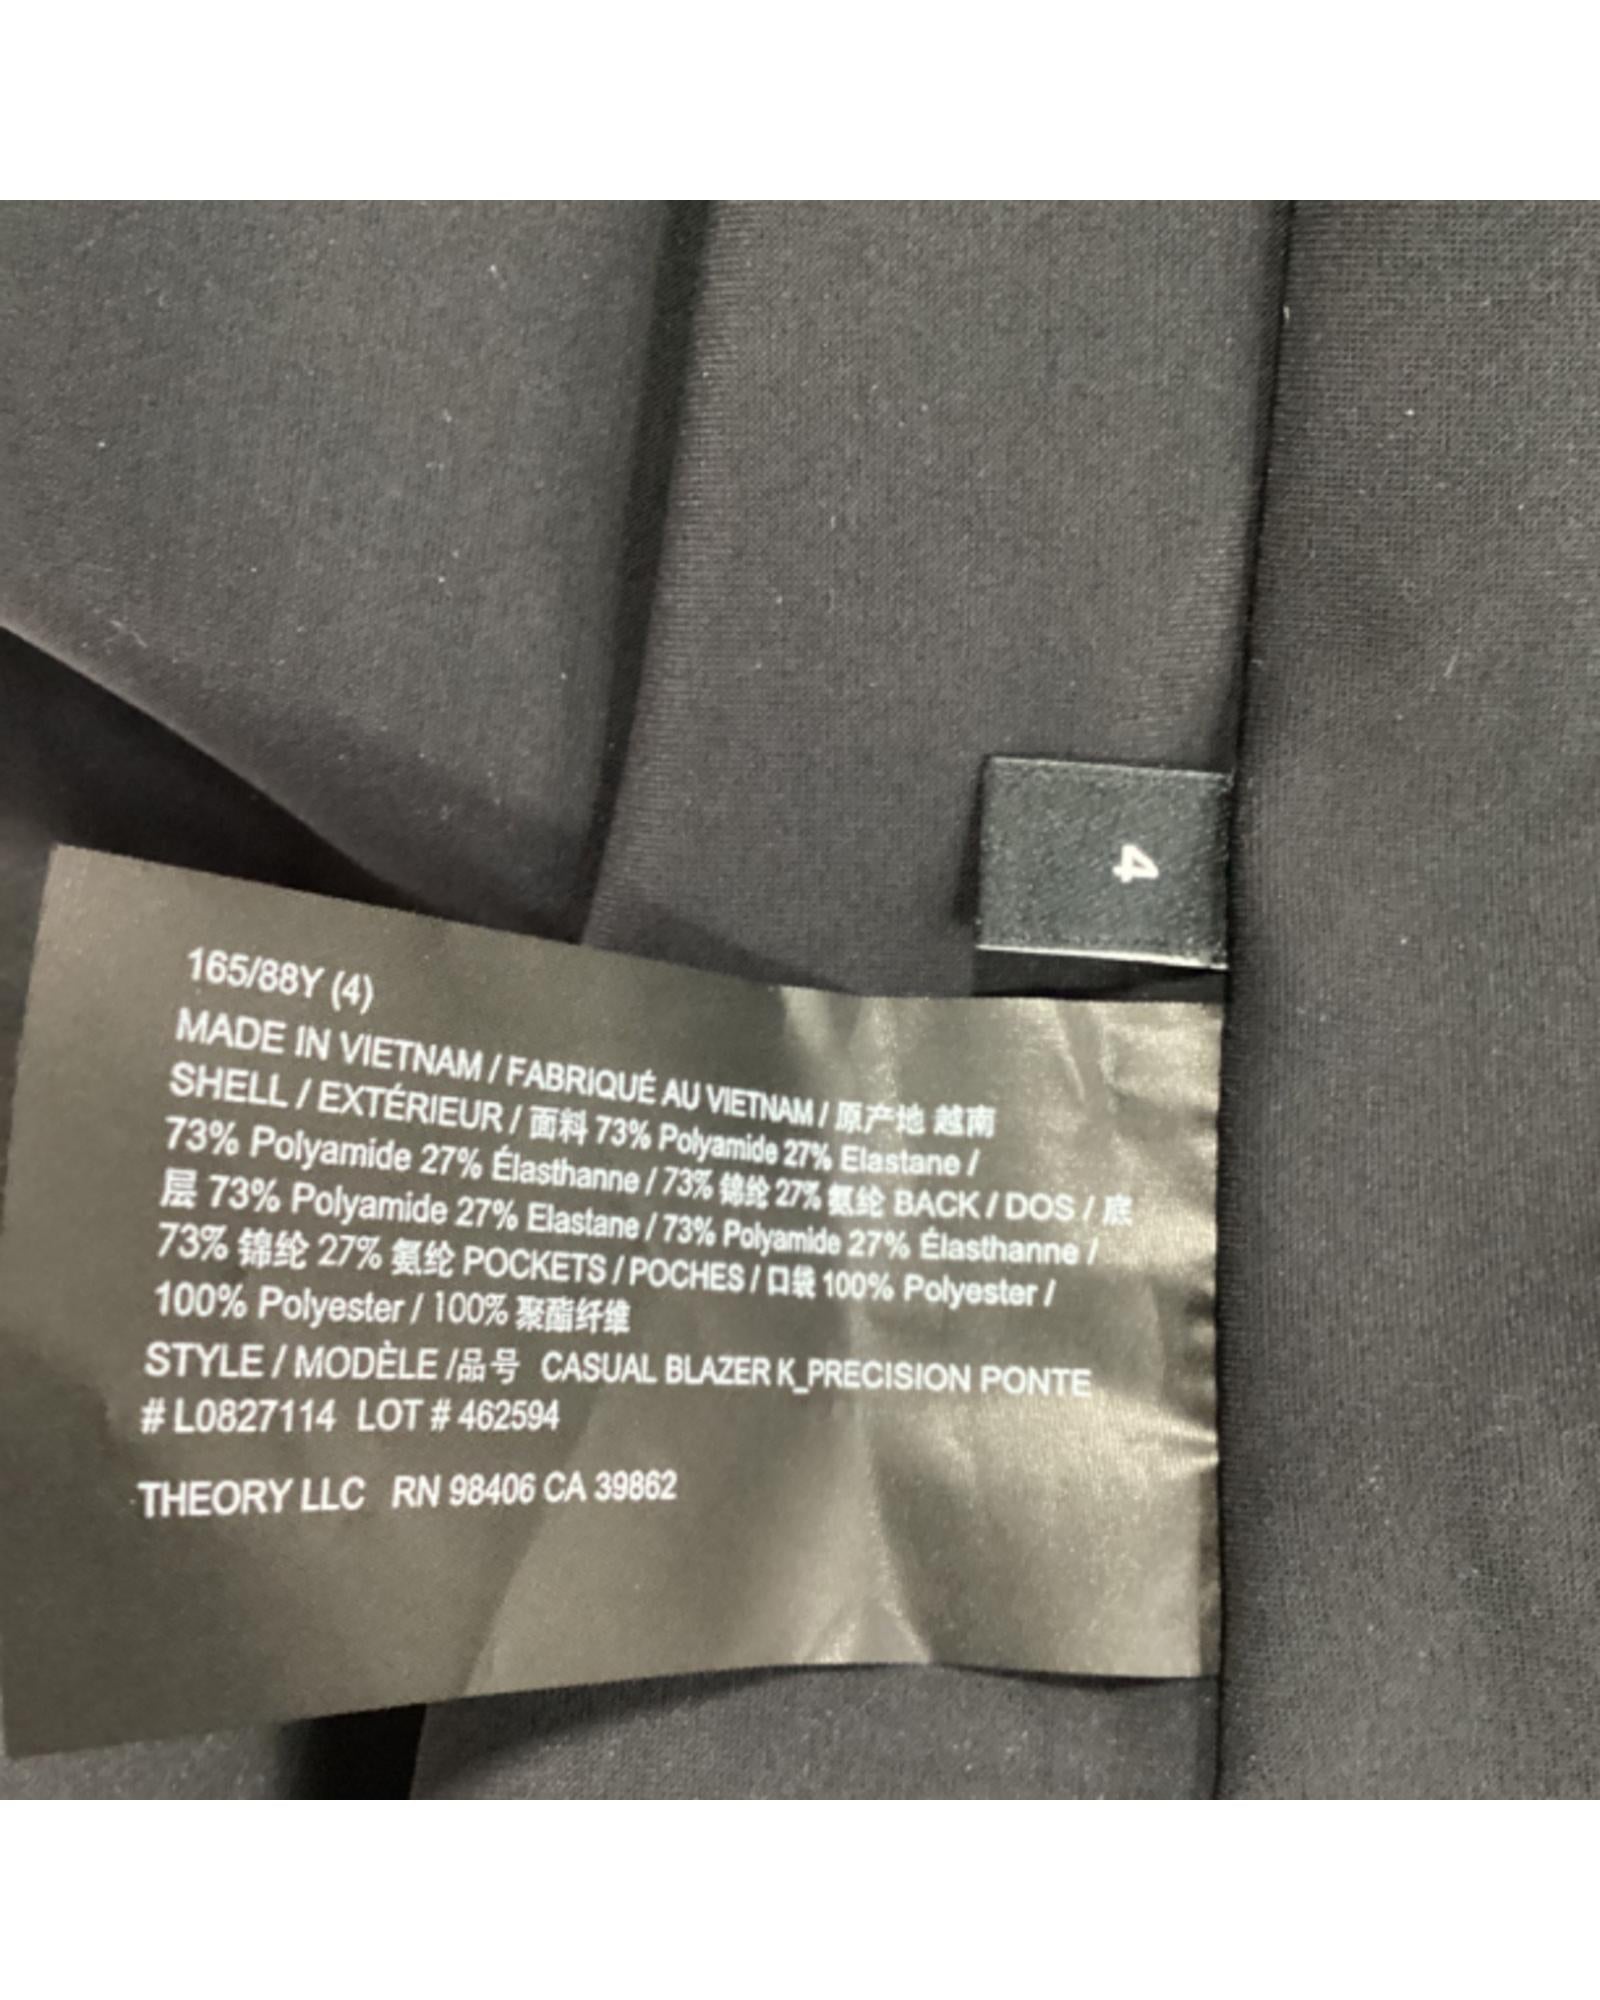 4
165/88Y (4)
MADE IN VIETNAM / FABRIQUÉ AU VIETNAM / 原产地 越南
SHELL / EXTÉRIEUR / 面料 73% Polyamide 27% Elastane /
73% Polyamide 27% Élasthanne / 73% 锦纶 27% 氨纶 BACK / DOS / 底
层 73% Polyamide 27% Elastane / 73% Polyamide 27% Élasthanne /
73% 锦纶 27% 氨纶 POCKETS / POCHES / 口袋 100% Polyester /
100% Polyester / 100% 聚酯纤维
STYLE / MODÈLE /品号 CASUAL BLAZER K_PRECISION PONTE
# L0827114 LOT # 462594
THEORY LLC RN 98406 CA 39862